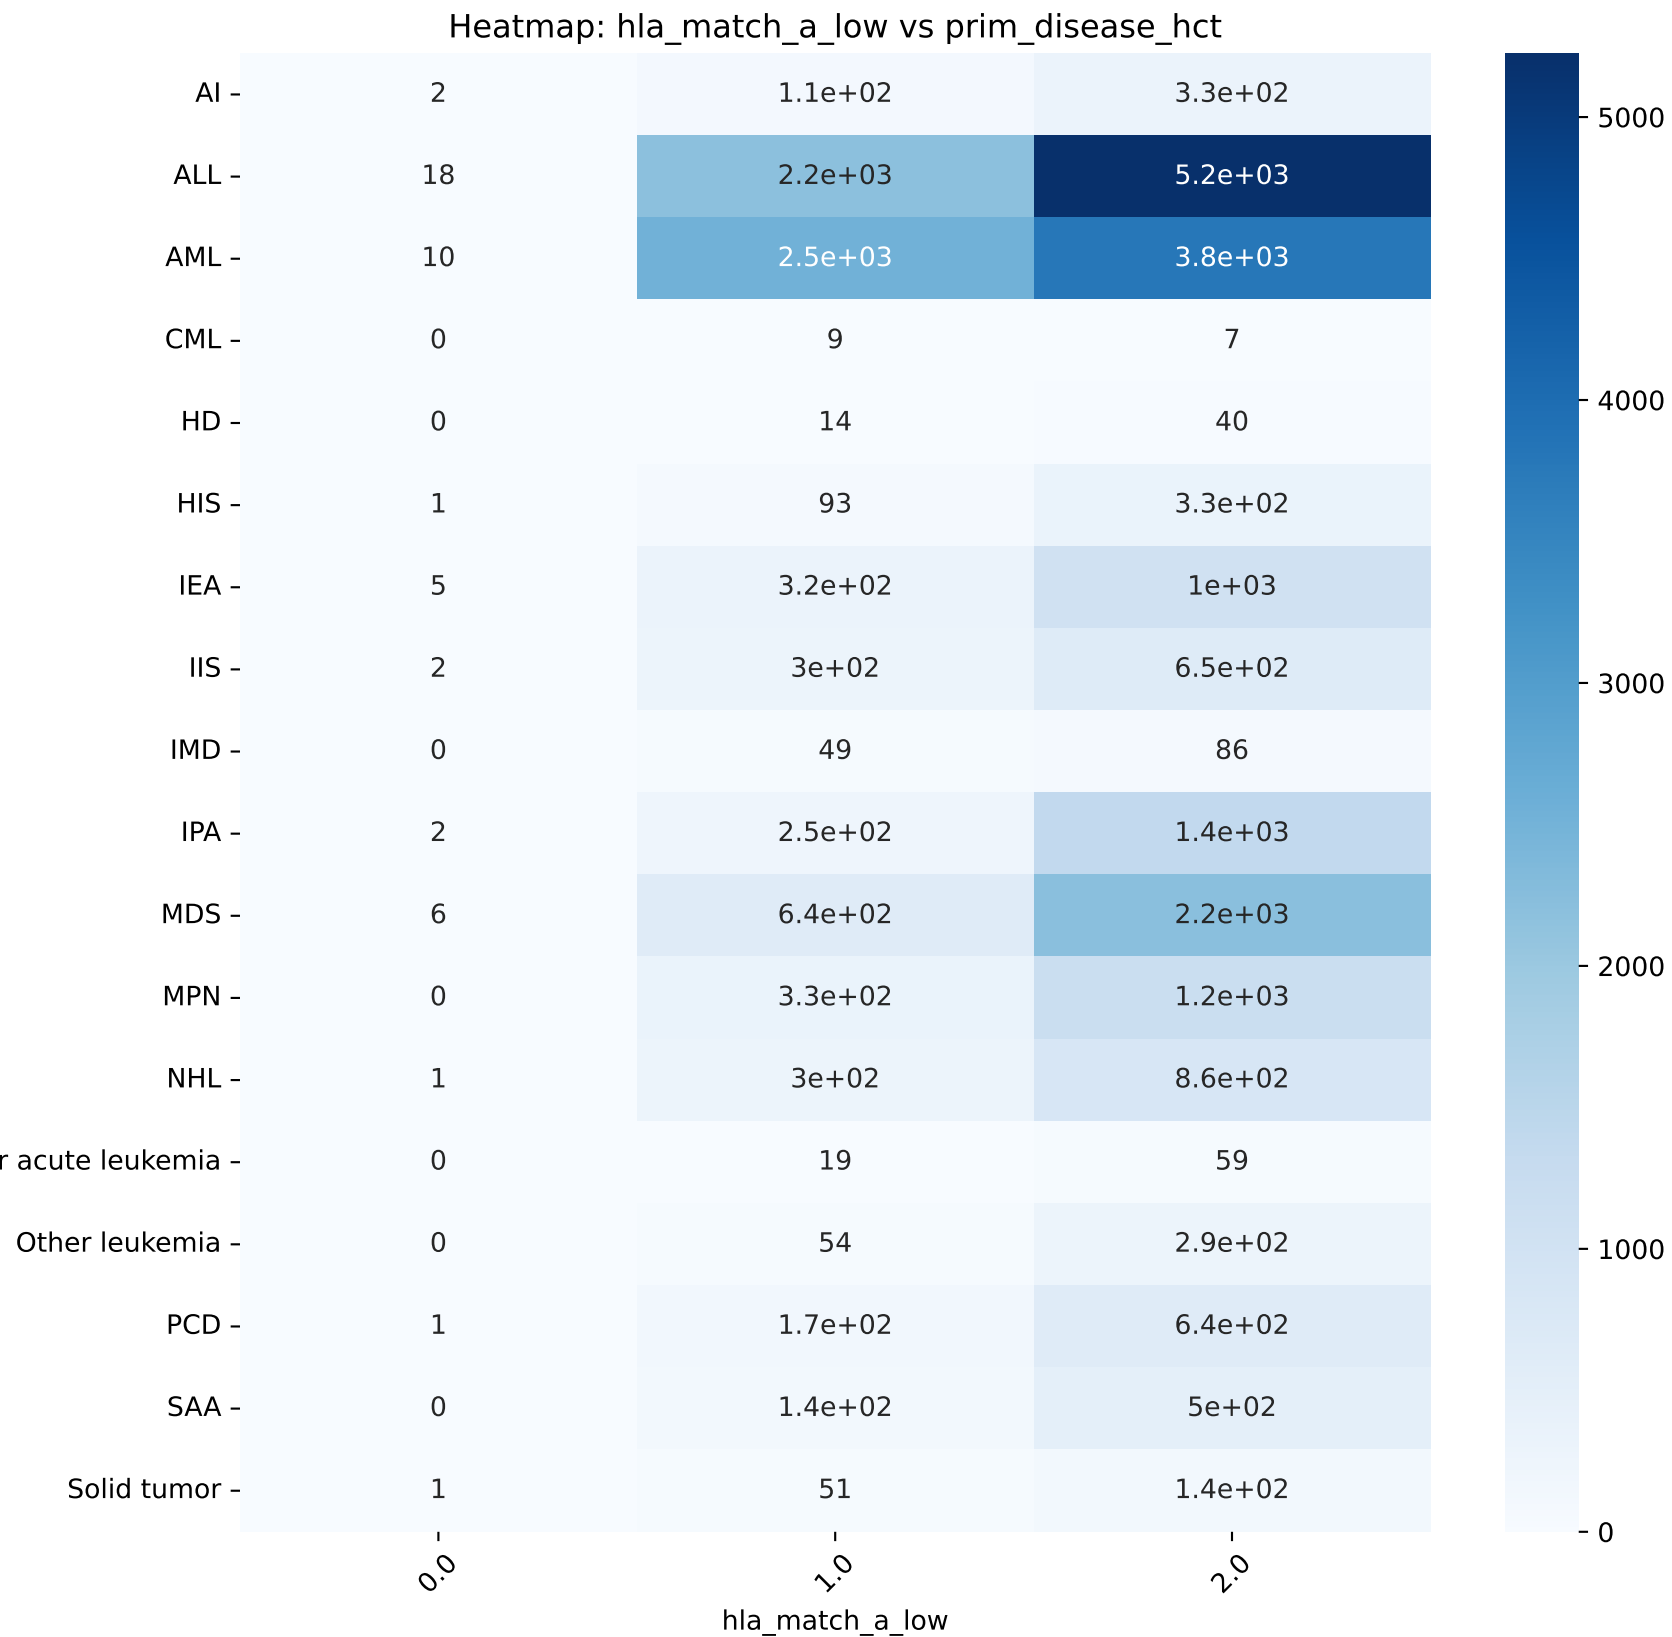 Heatmap: hla_match_a_low vs prim_disease_hct
AI 2 1.1e+02 3.3e+02
ALL 18 2.2e+03 5.2e+03
AML 10 2.5e+03 3.8e+03
CML 0 9 7
HD 0 14 40
HIS 1 93 3.3e+02
IEA 5 3.2e+02 1e+03
IIS 2 3e+02 6.5e+02
IMD 0 49 86
IPA 2 2.5e+02 1.4e+03
MDS 6 6.4e+02 2.2e+03
MPN 0 3.3e+02 1.2e+03
NHL 1 3e+02 8.6e+02
r acute leukemia 0 19 59
Other leukemia 0 54 2.9e+02
PCD 1 1.7e+02 6.4e+02
SAA 0 1.4e+02 5e+02
Solid tumor 1 51 1.4e+02
0.0 1.0 2.0
hla_match_a_low
5000
4000
3000
2000
1000
0